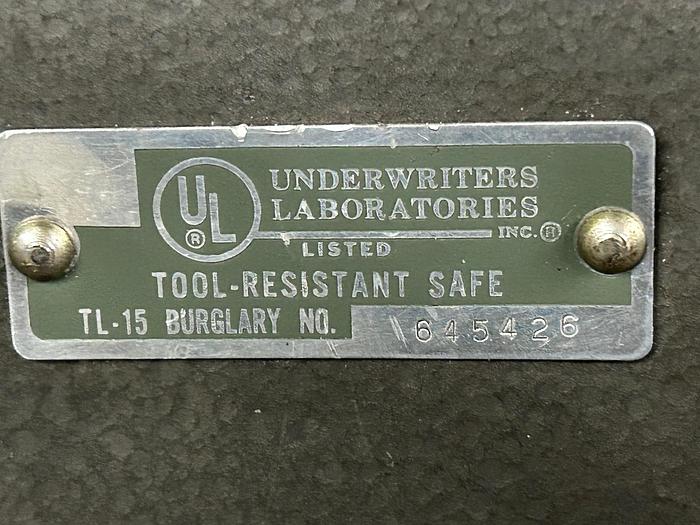 UL®
UNDERWRITERS
LABORATORIES
INC.®
LISTED
TOOL-RESISTANT SAFE
TL-15 BURGLARY NO. 645426